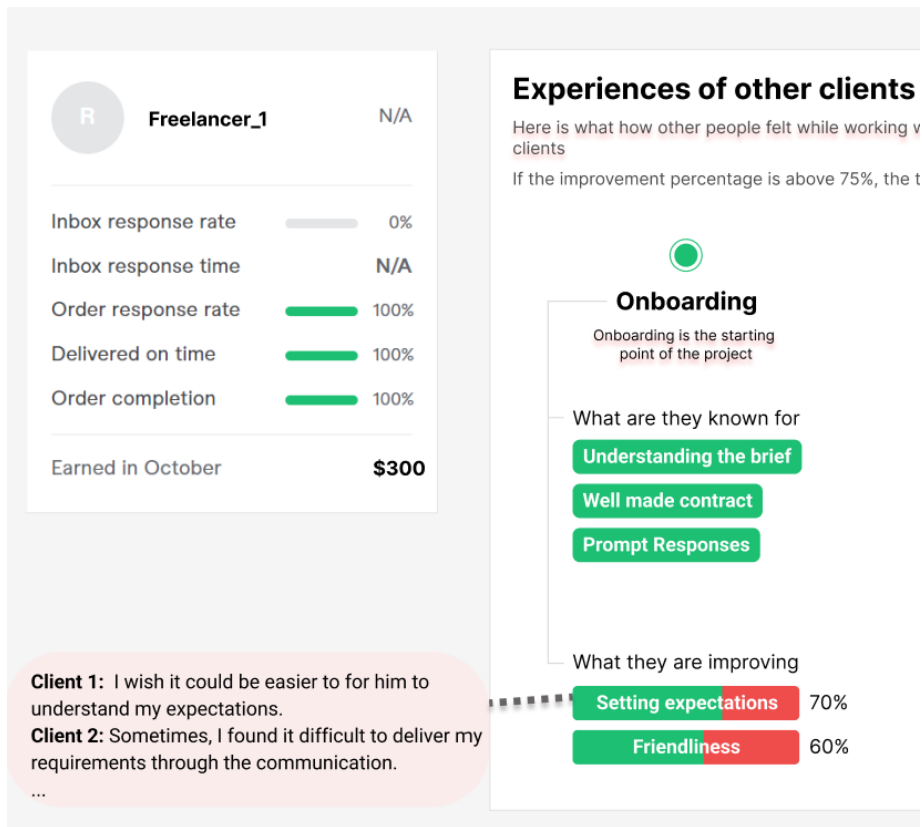 R
Freelancer_1
N/A
Inbox response rate
0%
Inbox response time
N/A
Order response rate
100%
Delivered on time
100%
Order completion
100%
Earned in October
$300
Client 1: I wish it could be easier to for him to
understand my expectations.
Client 2: Sometimes, I found it difficult to deliver my
requirements through the communication.
...
Experiences of other clients
Here is what how other people felt while working
clients
If the improvement percentage is above 75%, the
Onboarding
Onboarding is the starting
point of the project
What are they known for
Understanding the brief
Well made contract
Prompt Responses
What they are improving
Setting expectations
70%
Friendliness
60%